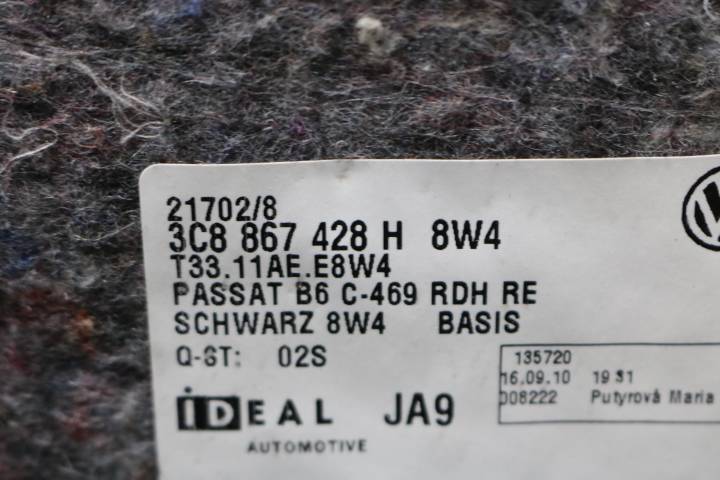 21702/8
3C8 867 428 H 8W4
T33.11AE.E8W4
PASSAT B6 C-469 RDH RE
SCHWARZ 8W4 BASIS
Q-ST: 02S
135720
16.09.10 19 31
008222 Putyrová Maria
IDEAL JA9
AUTOMOTIVE